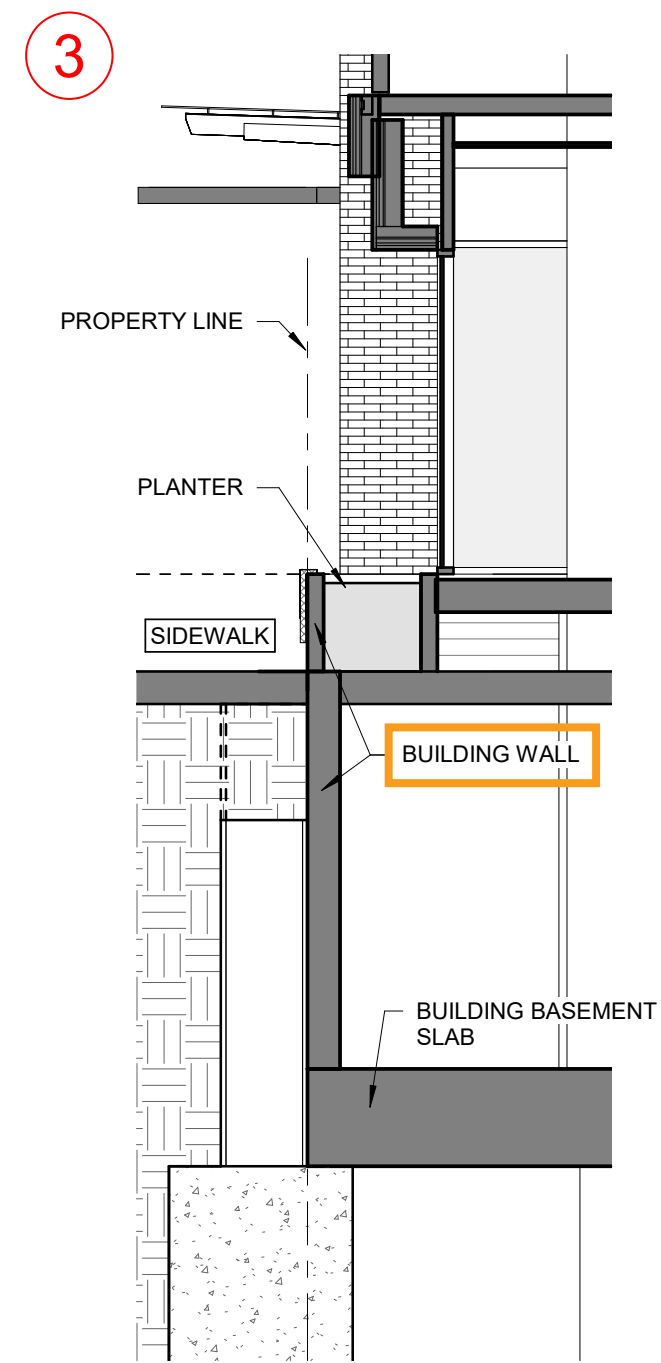 3
PROPERTY LINE
PLANTER
SIDEWALK
BUILDING WALL
BUILDING BASEMENT
SLAB